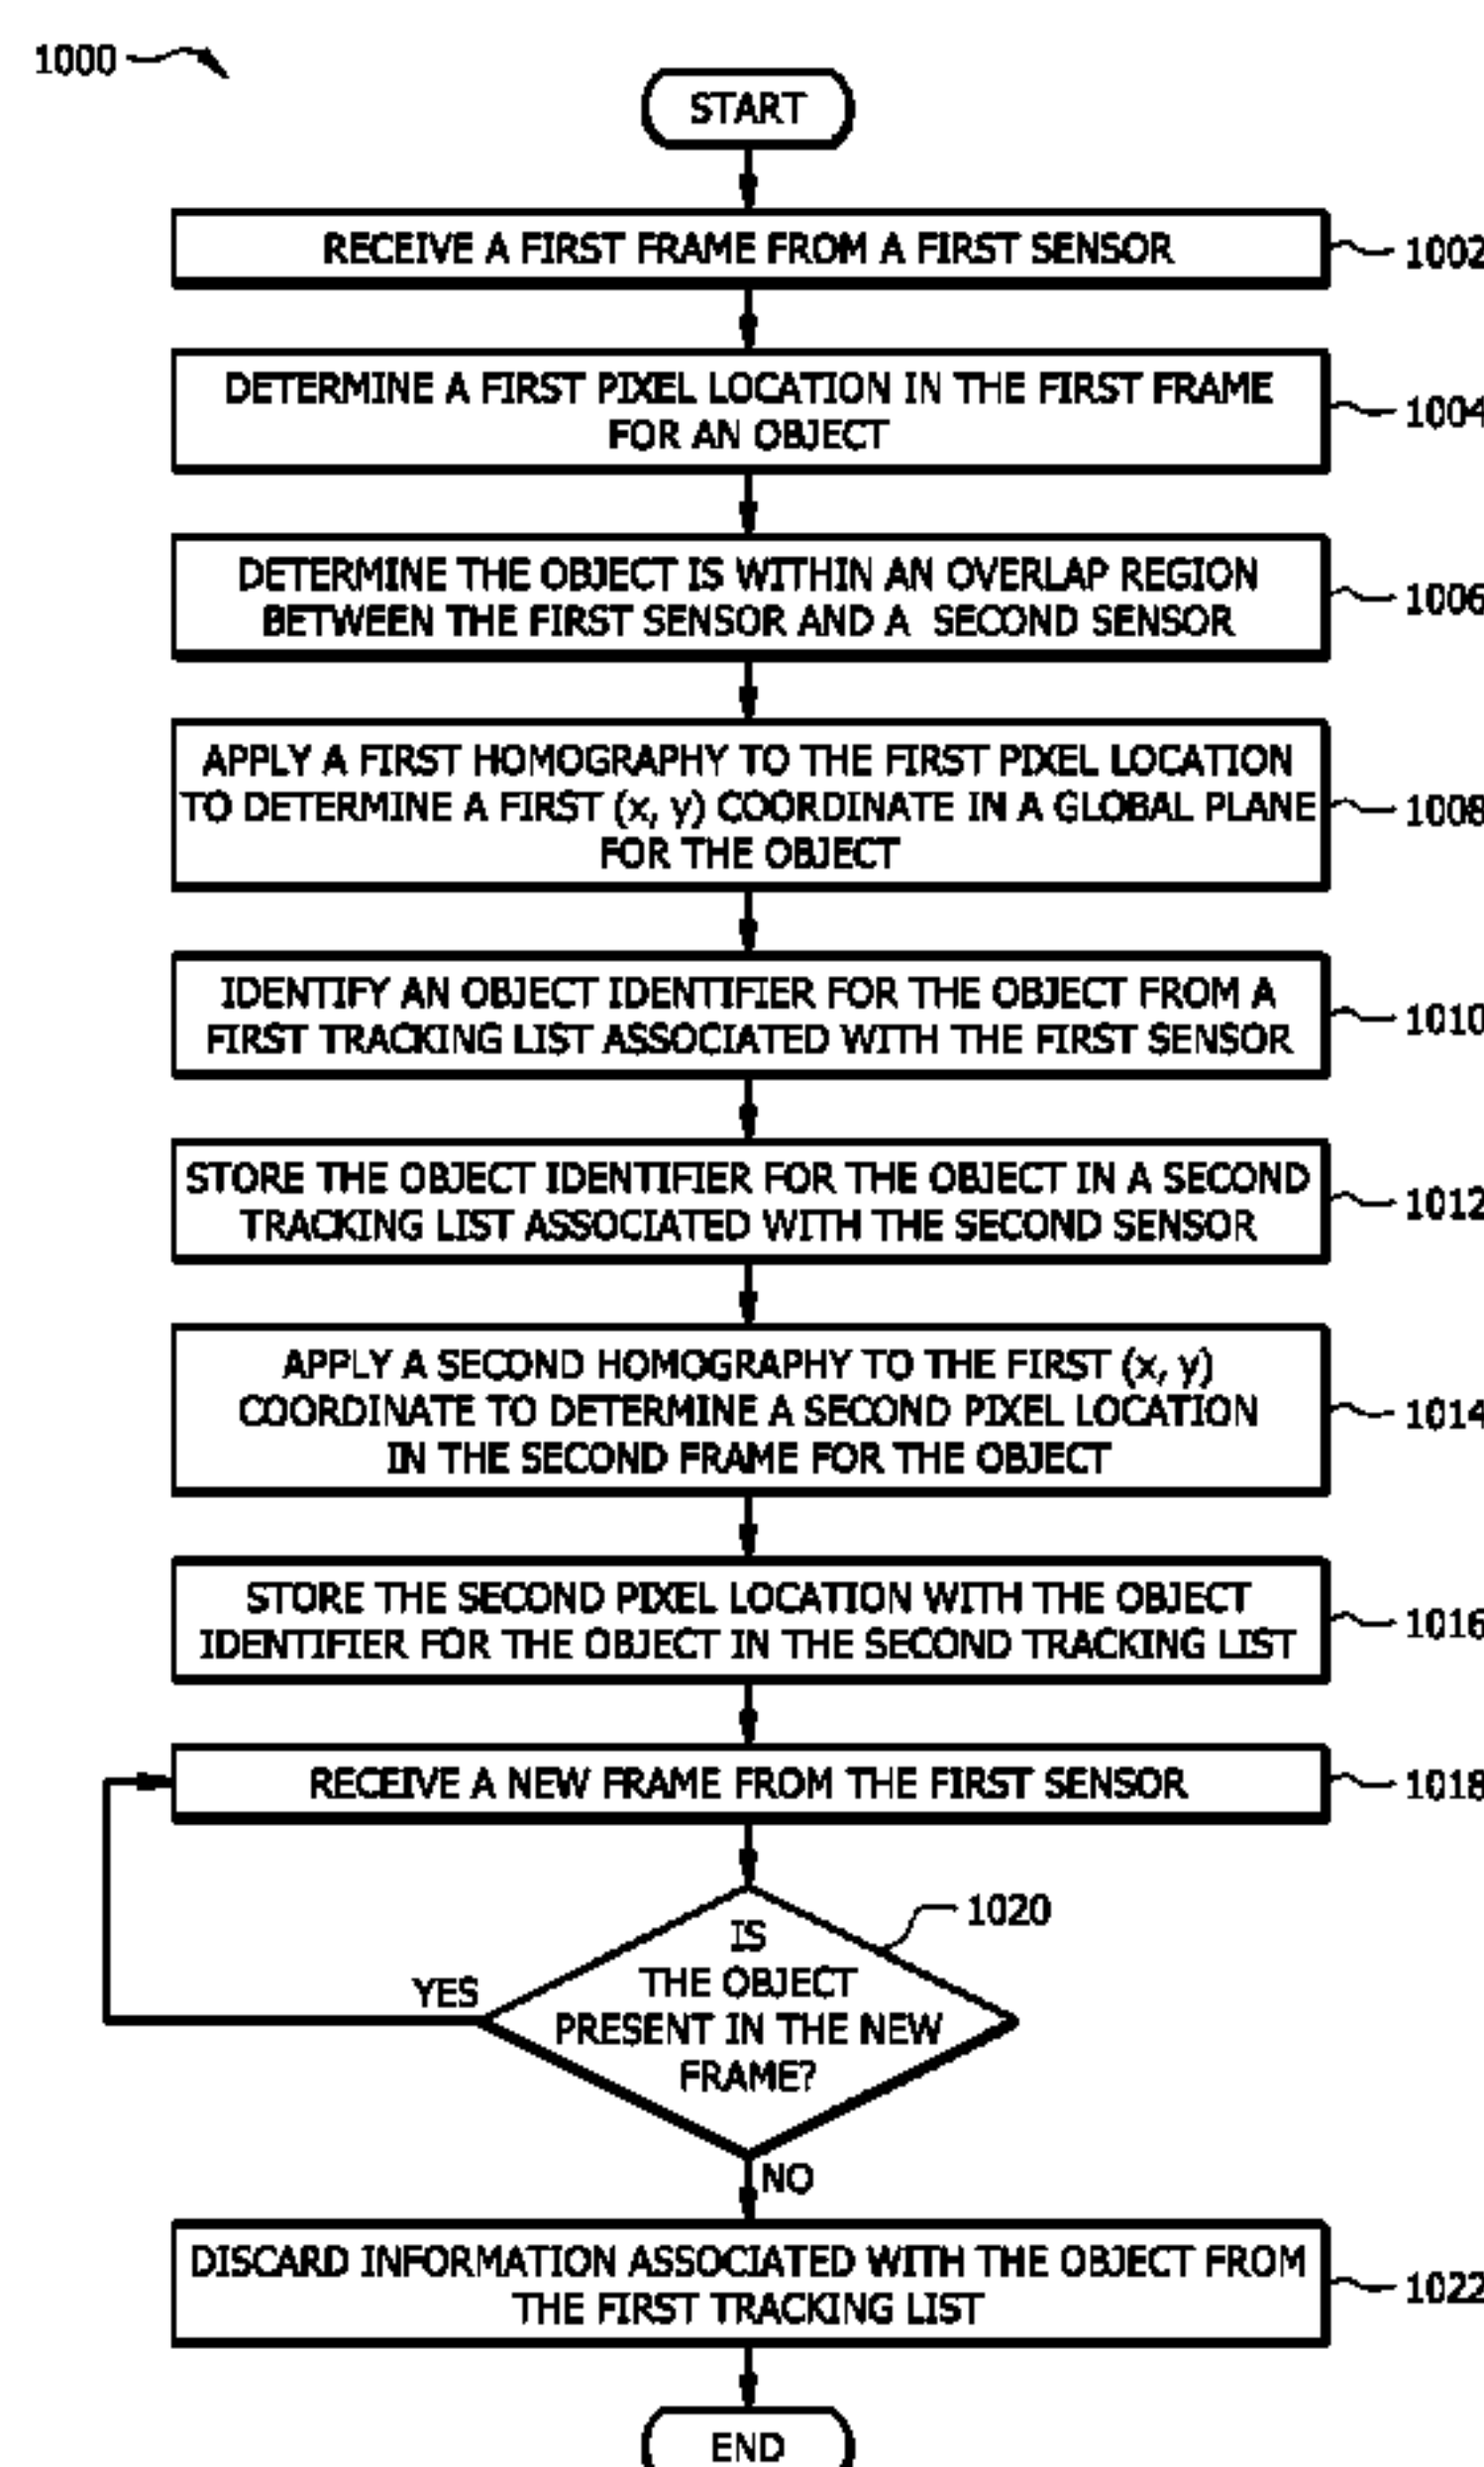 1000
START
RECEIVE A FIRST FRAME FROM A FIRST SENSOR
1002
DETERMINE A FIRST PIXEL LOCATION IN THE FIRST FRAME
FOR AN OBJECT
1004
DETERMINE THE OBJECT IS WITHIN AN OVERLAP REGION
BETWEEN THE FIRST SENSOR AND A SECOND SENSOR
1006
APPLY A FIRST HOMOGRAPHY TO THE FIRST PIXEL LOCATION
TO DETERMINE A FIRST (x, y) COORDINATE IN A GLOBAL PLANE
FOR THE OBJECT
1008
IDENTIFY AN OBJECT IDENTIFIER FOR THE OBJECT FROM A
FIRST TRACKING LIST ASSOCIATED WITH THE FIRST SENSOR
1010
STORE THE OBJECT IDENTIFIER FOR THE OBJECT IN A SECOND
TRACKING LIST ASSOCIATED WITH THE SECOND SENSOR
1012
APPLY A SECOND HOMOGRAPHY TO THE FIRST (x, y)
COORDINATE TO DETERMINE A SECOND PIXEL LOCATION
IN THE SECOND FRAME FOR THE OBJECT
1014
STORE THE SECOND PIXEL LOCATION WITH THE OBJECT
IDENTIFIER FOR THE OBJECT IN THE SECOND TRACKING LIST
1016
RECEIVE A NEW FRAME FROM THE FIRST SENSOR
1018
1020
IS
THE OBJECT
PRESENT IN THE NEW
FRAME?
YES
NO
DISCARD INFORMATION ASSOCIATED WITH THE OBJECT FROM
THE FIRST TRACKING LIST
1022
END